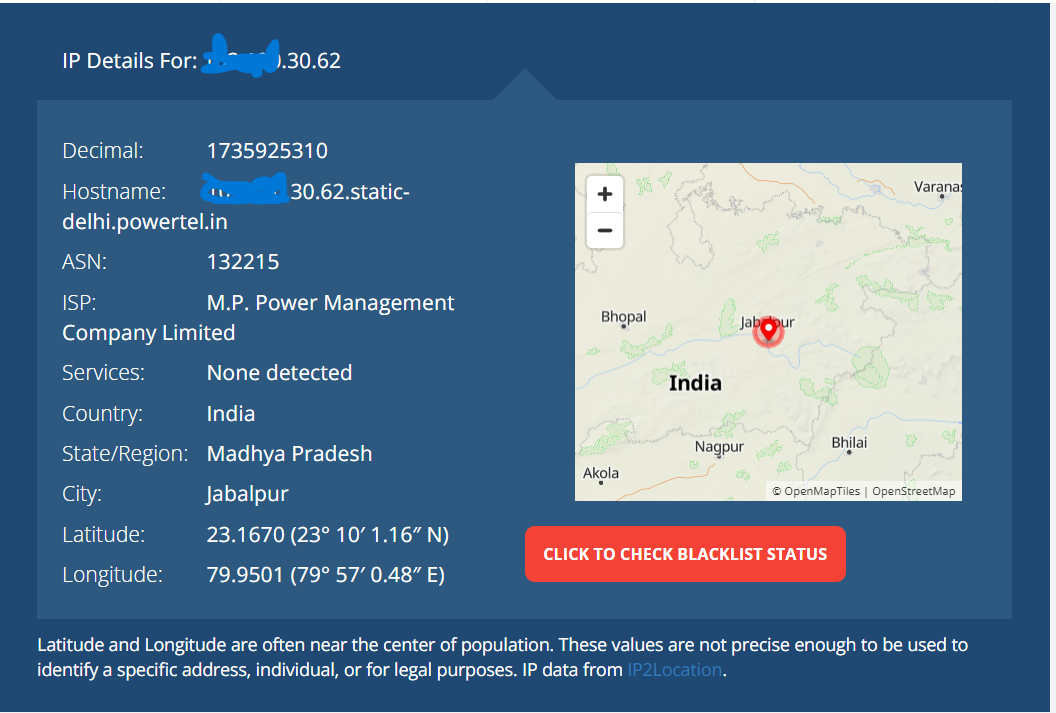 IP Details For: .30.62
Decimal: 1735925310
Hostname: 30.62.static-
delhi.powertel.in
ASN: 132215
ISP: M.P. Power Management
Company Limited
Services: None detected
Country: India
State/Region: Madhya Pradesh
City: Jabalpur
Latitude: 23.1670 (23° 10′ 1.16″ N)
Longitude: 79.9501 (79° 57′ 0.48″ E)
+
−
Varanas
Bhopal
Jabalpur
India
Nagpur
Bhilai
Akola
© OpenMapTiles | OpenStreetMap
CLICK TO CHECK BLACKLIST STATUS
Latitude and Longitude are often near the center of population. These values are not precise enough to be used to
identify a specific address, individual, or for legal purposes. IP data from IP2Location.